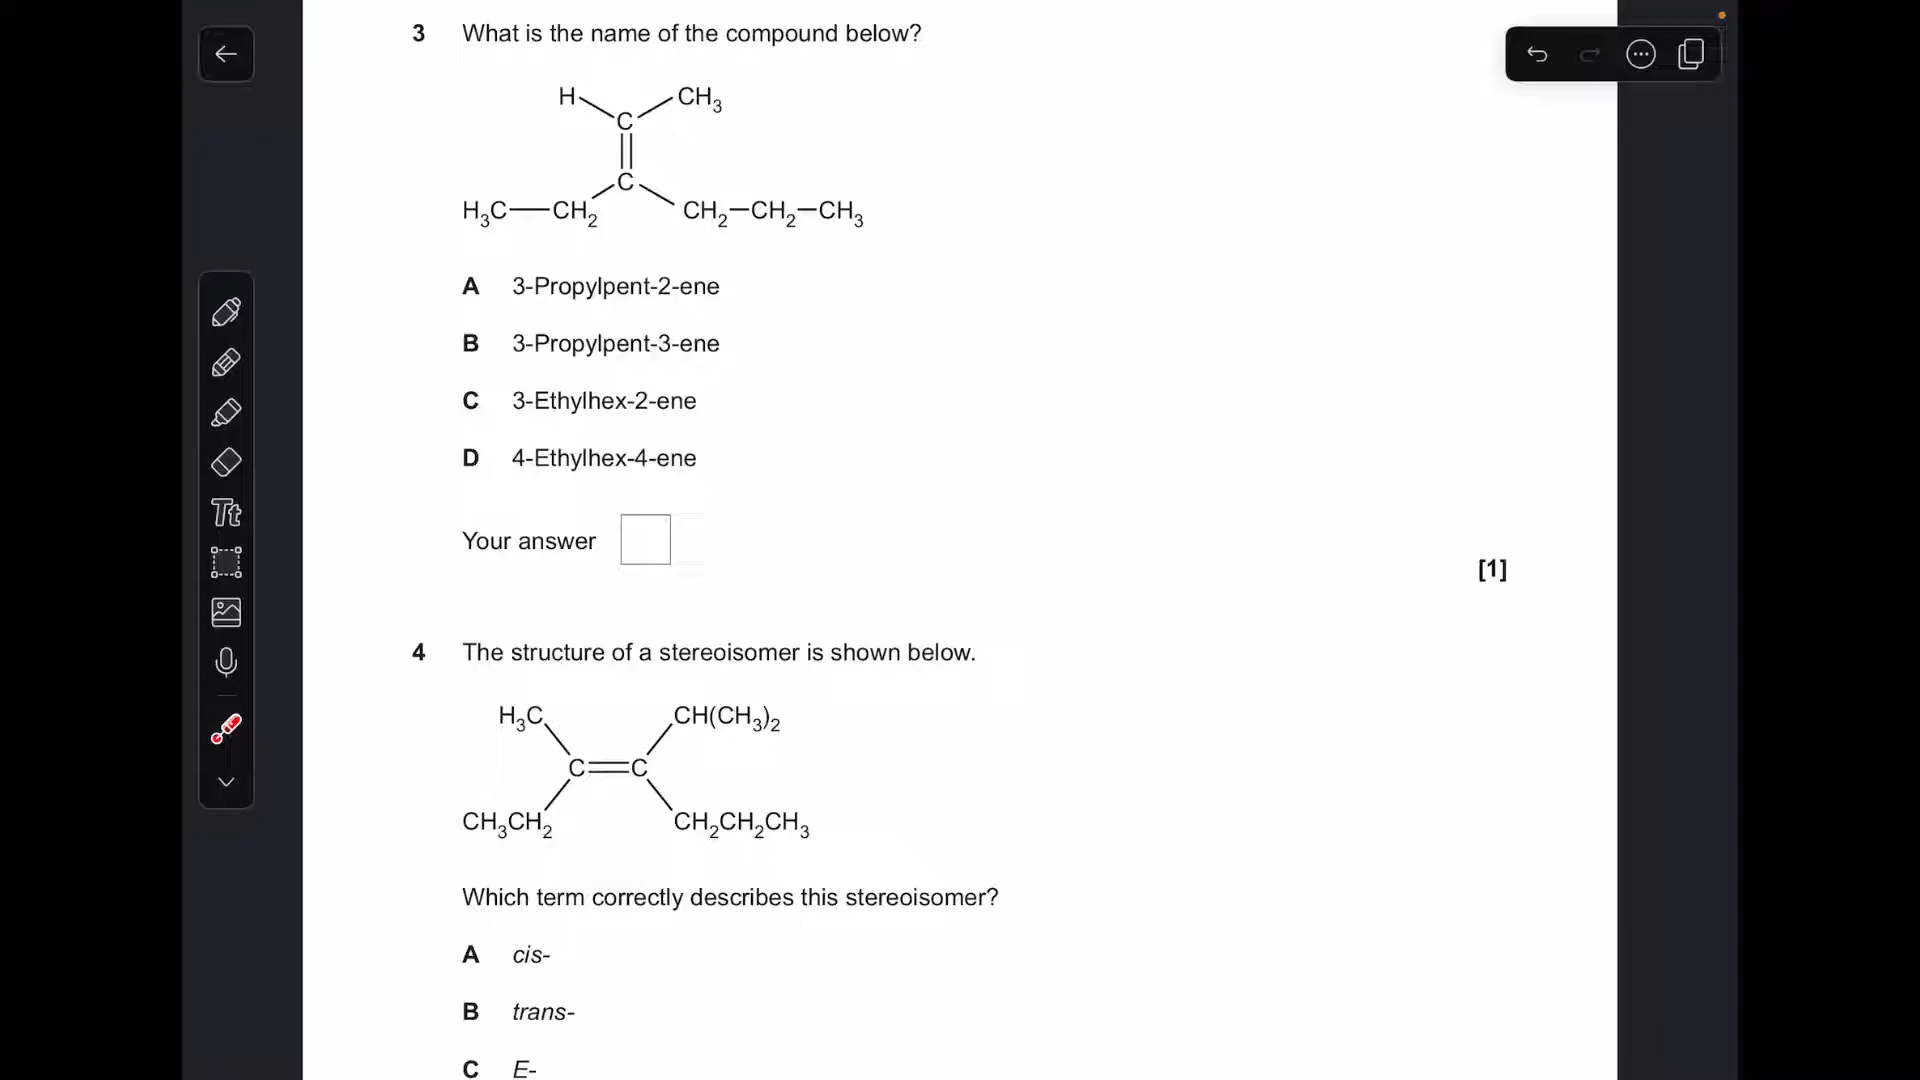 3 What is the name of the compound below?
H CH₃
C
C
H₃C CH₂ CH₂ CH₂ CH₃
A 3-Propylpent-2-ene
B 3-Propylpent-3-ene
C 3-Ethylhex-2-ene
D 4-Ethylhex-4-ene
Your answer
[1]
4 The structure of a stereoisomer is shown below.
H₃C CH(CH₃)₂
C C
CH₃CH₂ CH₂CH₂CH₃
Which term correctly describes this stereoisomer?
A cis-
B trans-
C E-
Tt